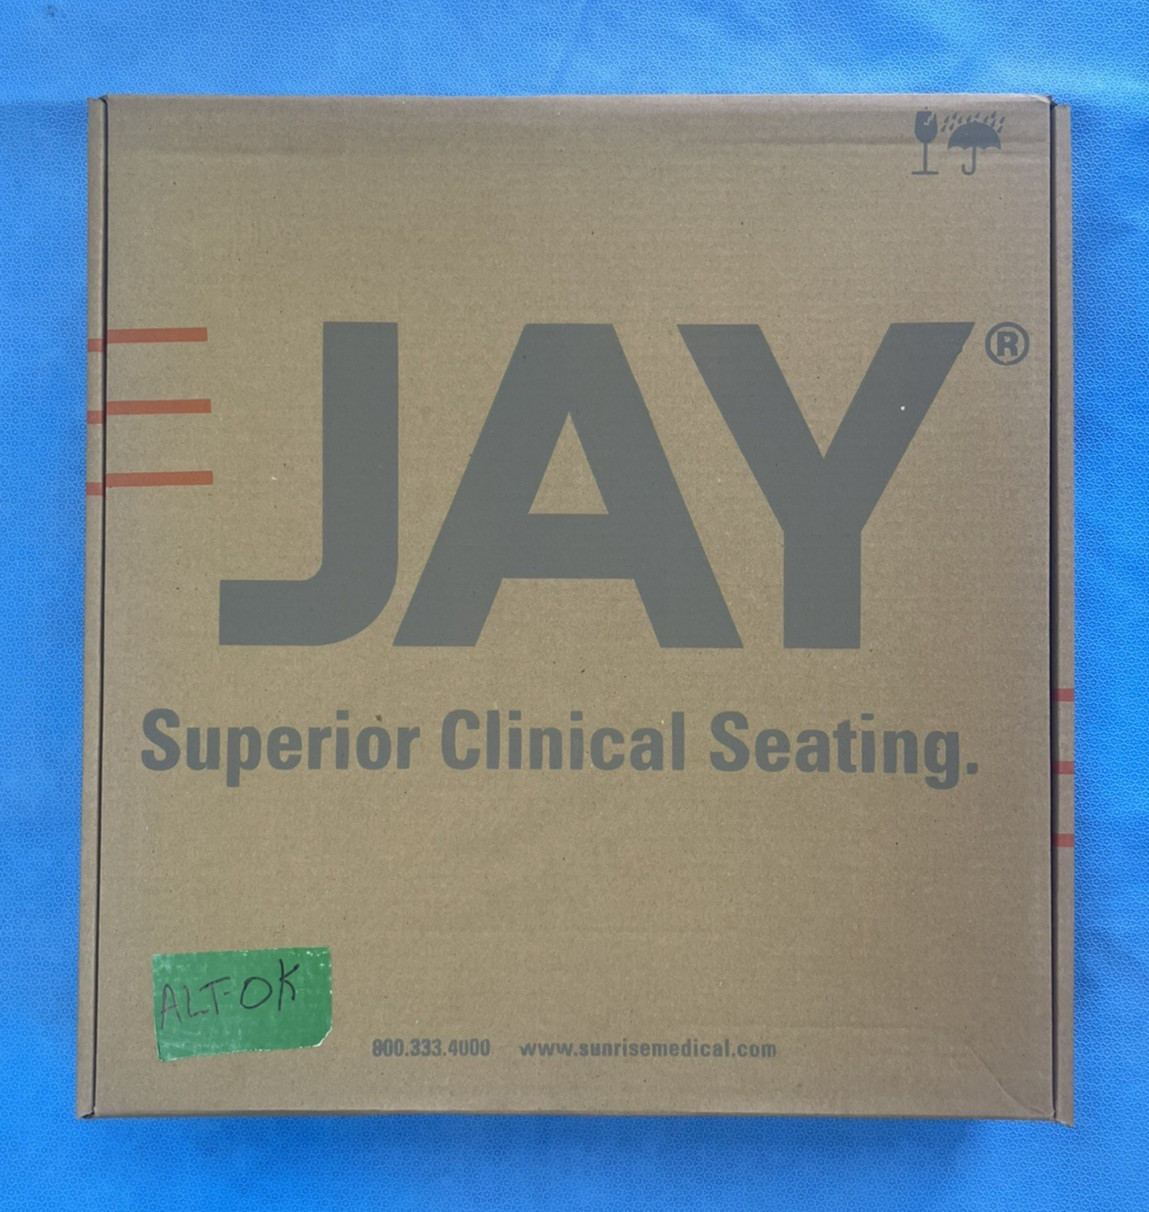 JAY®
Superior Clinical Seating.
ALT-OK
800.333.4000 www.sunrisemedical.com